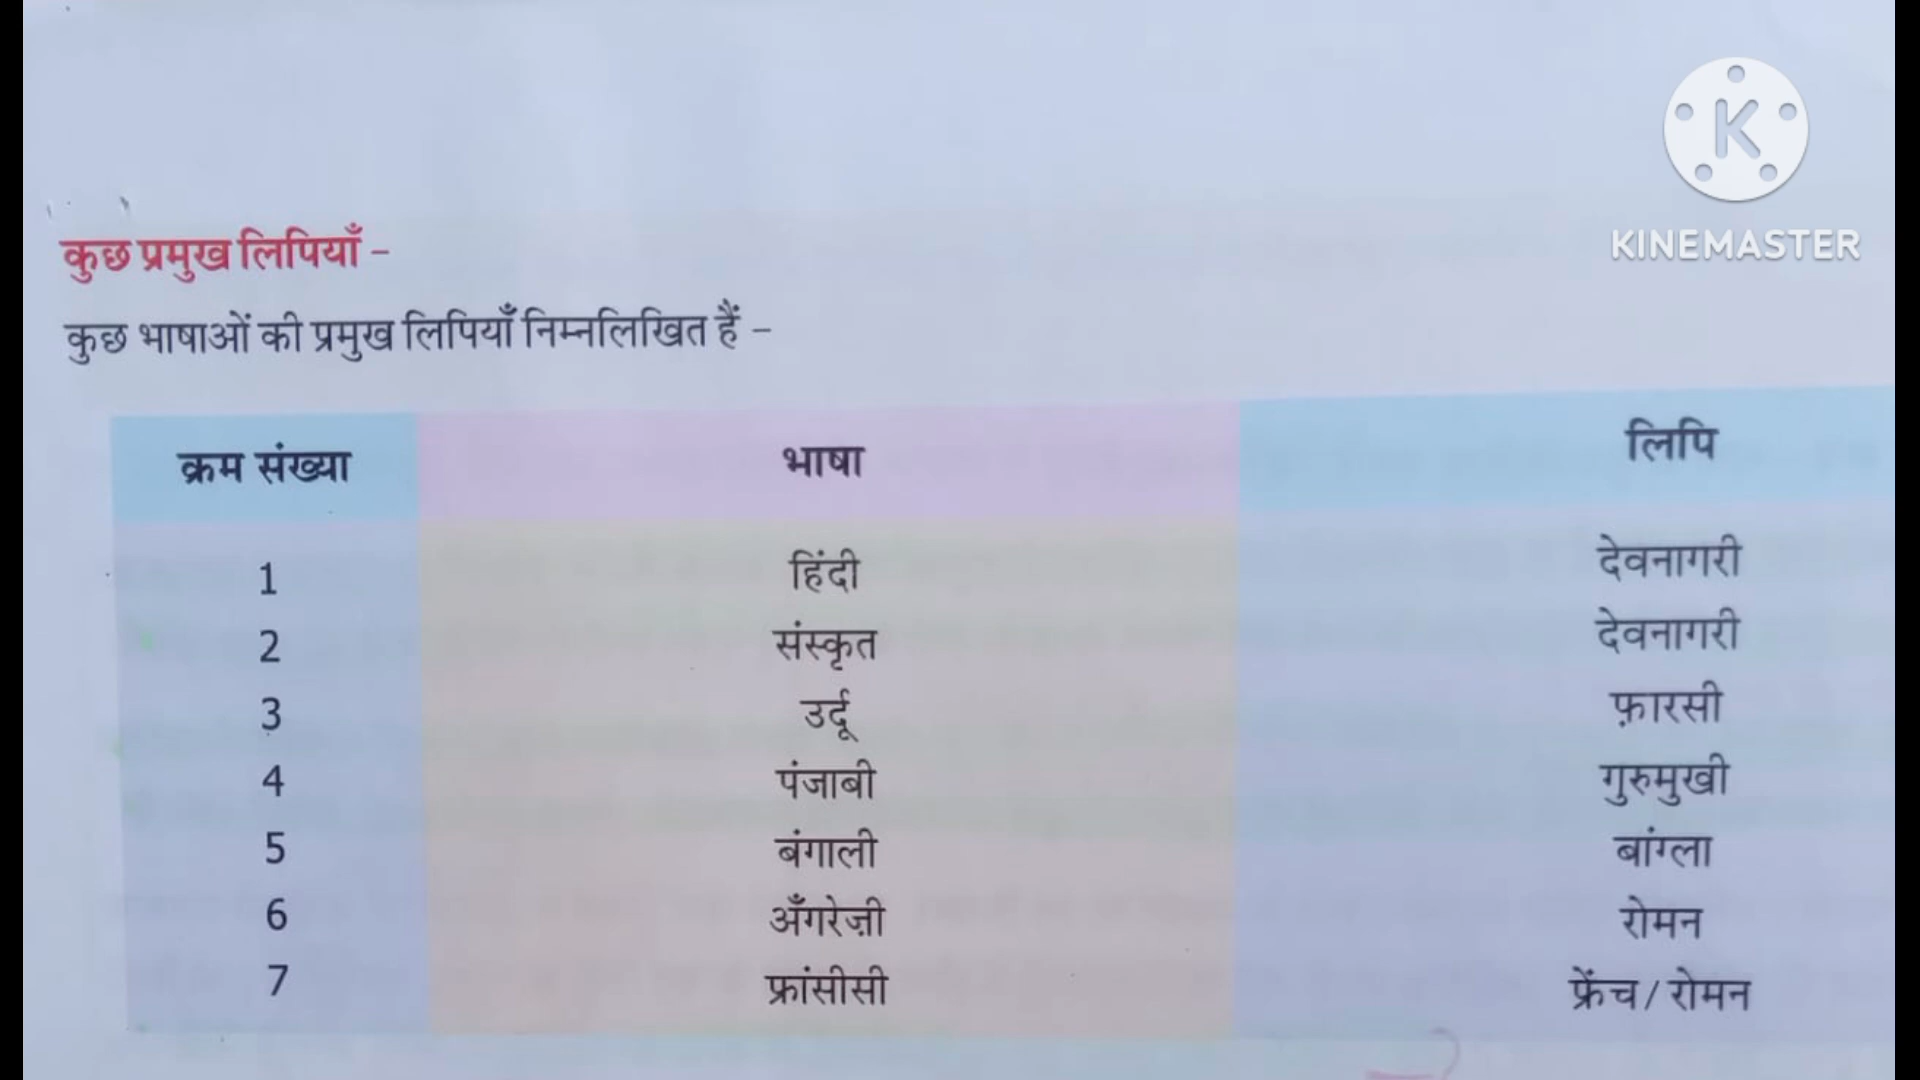 KINEMASTER
कुछ प्रमुख लिपियाँ –
कुछ भाषाओं की प्रमुख लिपियाँ निम्नलिखित हैं –
क्रम संख्या भाषा लिपि
1 हिंदी देवनागरी
2 संस्कृत देवनागरी
3 उर्दू फ़ारसी
4 पंजाबी गुरुमुखी
5 बंगाली बांग्ला
6 अँगरेज़ी रोमन
7 फ्रांसीसी फ्रेंच / रोमन